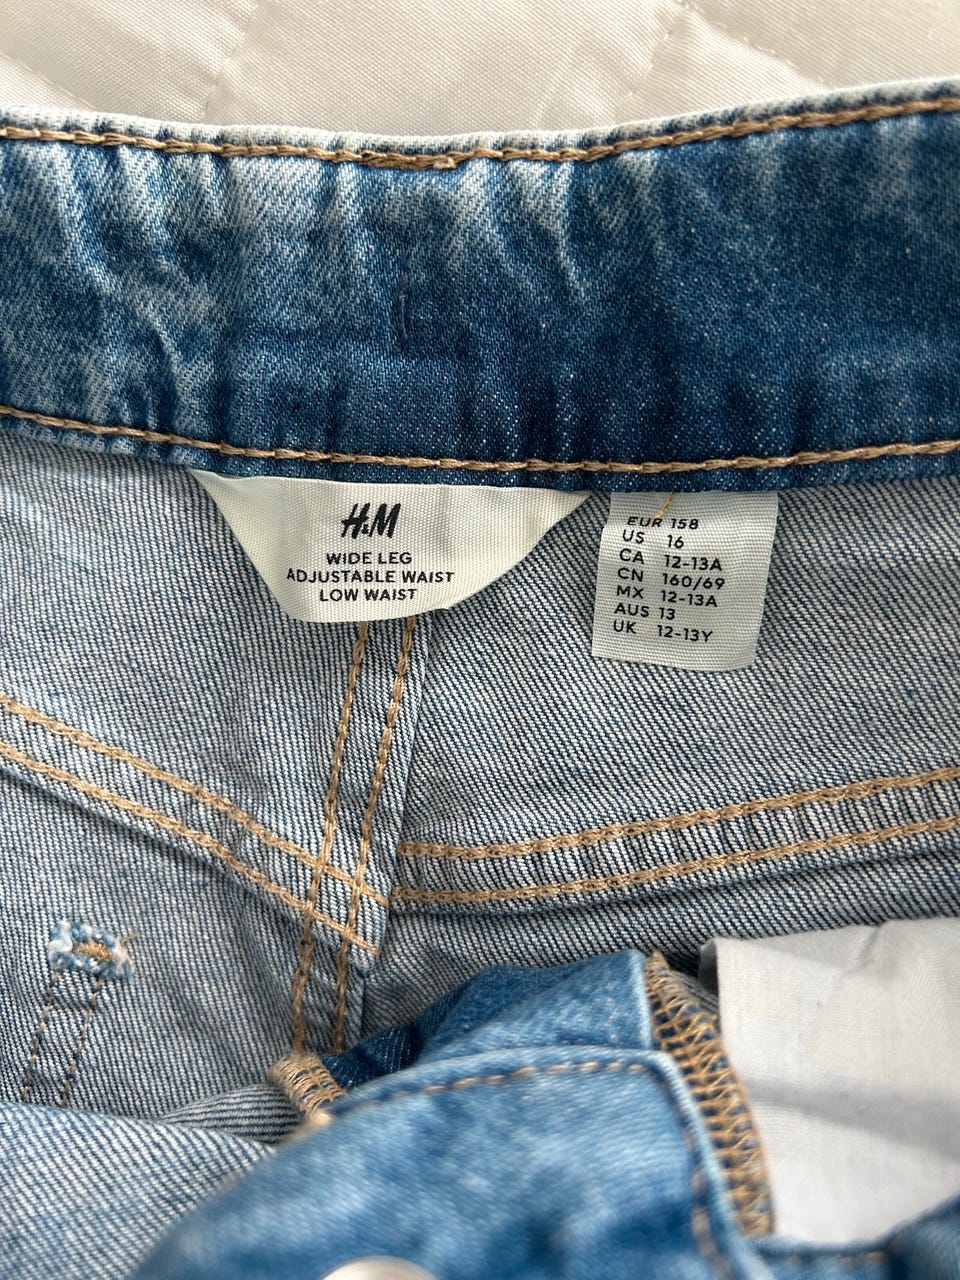 H&M
WIDE LEG
ADJUSTABLE WAIST
LOW WAIST
EUR 158
US 16
CA 12-13A
CN 160/69
MX 12-13A
AUS 13
UK 12-13Y